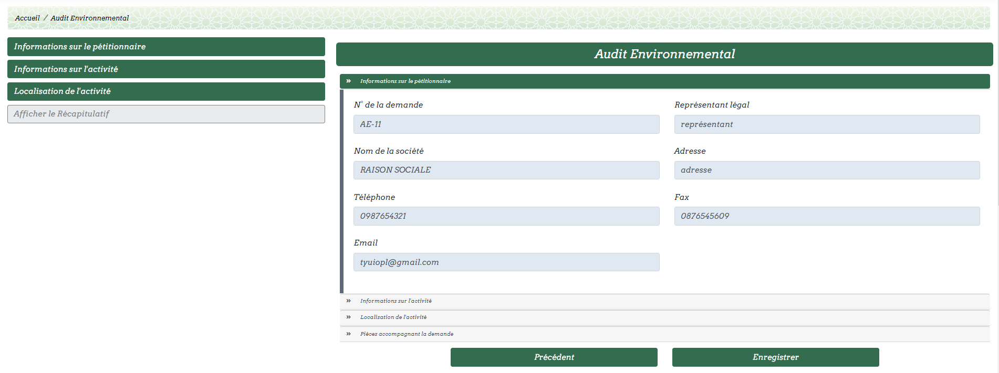 Accueil / Audit Environnemental
Informations sur le pétitionnaire
Informations sur l'activité
Localisation de l'activité
Afficher le Récapitulatif
Audit Environnemental
» Informations sur le pétitionnaire
N° de la demande
AE-11
Représentant légal
représentant
Nom de la société
RAISON SOCIALE
Adresse
adresse
Téléphone
0987654321
Fax
0876545609
Email
tyuiopl@gmail.com
» Informations sur l'activité
» Localisation de l'activité
» Pièces accompagnant la demande
Précédent
Enregistrer